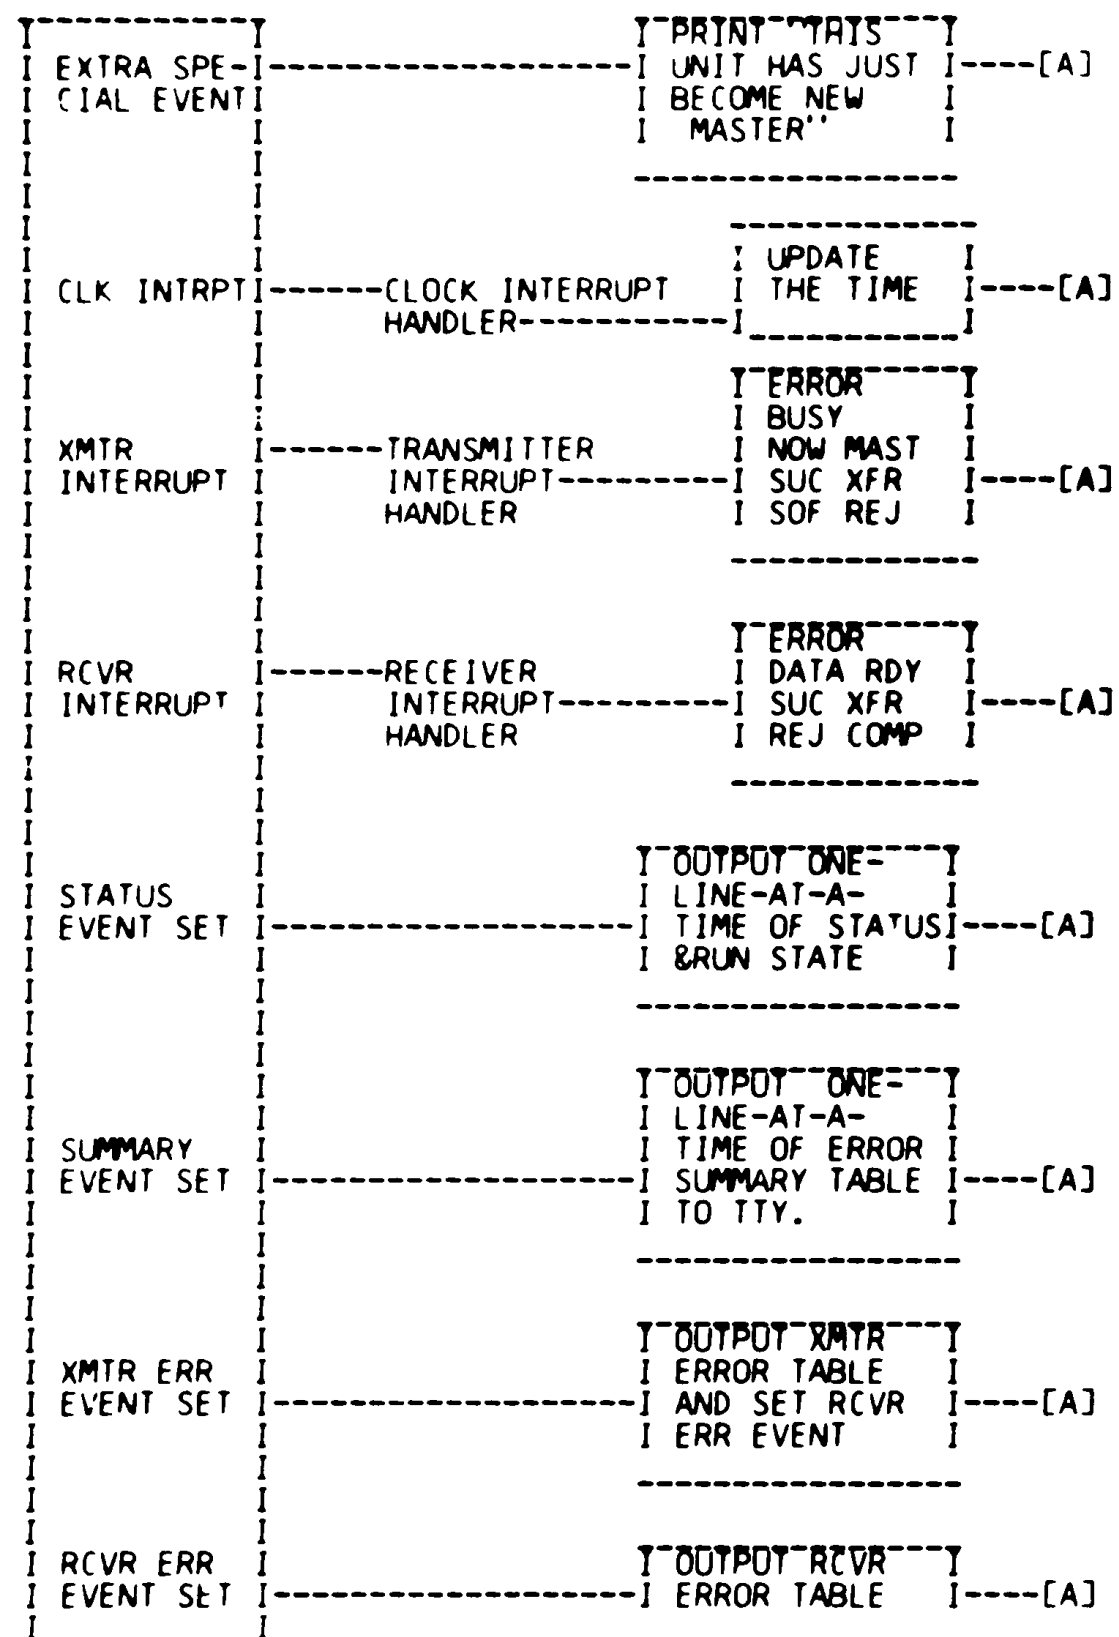 PRINT "THIS
EXTRA SPE- UNIT HAS JUST [A]
CIAL EVENT BECOME NEW
MASTER"
UPDATE
CLK INTRPT CLOCK INTERRUPT THE TIME [A]
HANDLER
ERROR
BUSY
XMTR TRANSMITTER NOW MAST
INTERRUPT INTERRUPT SUC XFR [A]
HANDLER SOF REJ
ERROR
RCVR RECEIVER DATA RDY
INTERRUPT INTERRUPT SUC XFR [A]
HANDLER REJ COMP
OUTPUT ONE-
STATUS LINE-AT-A-
EVENT SET TIME OF STATUS [A]
&RUN STATE
OUTPUT ONE-
LINE-AT-A-
SUMMARY TIME OF ERROR
EVENT SET SUMMARY TABLE [A]
TO TTY.
OUTPUT XMTR
XMTR ERR ERROR TABLE
EVENT SET AND SET RCVR [A]
ERR EVENT
RCVR ERR OUTPUT RCVR
EVENT SET ERROR TABLE [A]